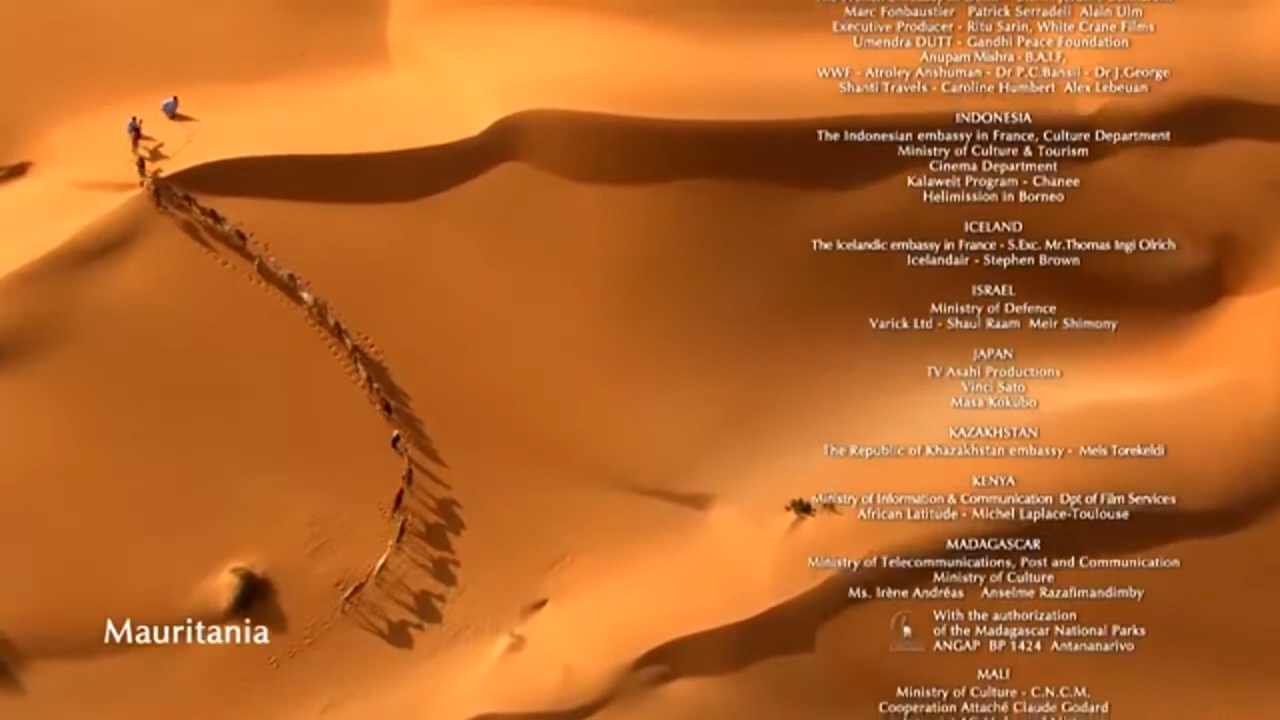 Marc Fonbaustier Patrick Serradell Alain Ulm
Executive Producer - Ritu Sarin, White Crane Films
Umendra DUTT - Gandhi Peace Foundation
Anupam Mishra - B.A.I.F,
WWF - Atroley Anshuman - Dr P.C.Bansil - Dr J.George
Shanti Travels - Caroline Humbert Alex Lebeuan
INDONESIA
The Indonesian embassy in France, Culture Department
Ministry of Culture & Tourism
Cinema Department
Kalaweit Program - Chanee
Helimission in Borneo
ICELAND
The Icelandic embassy in France - S.Exc. Mr.Thomas Ingi Olrich
Icelandair - Stephen Brown
ISRAEL
Ministry of Defence
Yarick Ltd - Shaul Raam Meir Shimony
JAPAN
TV Asahi Productions
Vinci Sato
Masa Kokubo
KAZAKHSTAN
The Republic of Khazakhstan embassy - Mels Torekeldi
KENYA
Ministry of Information & Communication Dpt of Film Services
African Latitude - Michel Laplace-Toulouse
MADAGASCAR
Ministry of Telecommunications, Post and Communication
Ministry of Culture
Ms. Irène Andréas Anselme Razafimandimby
With the authorization
of the Madagascar National Parks
ANGAP BP 1424 Antananarivo
MALI
Ministry of Culture - C.N.C.M.
Cooperation Attaché Claude Godard
Mauritania